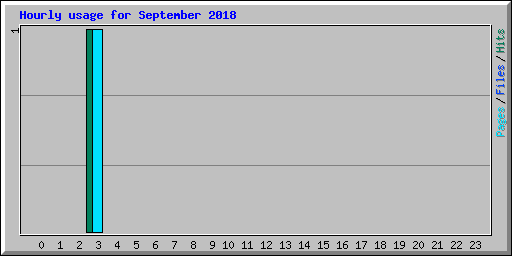 Hourly usage for September 2018
1
Pages/Files/Hits
0 1 2 3 4 5 6 7 8 9 10 11 12 13 14 15 16 17 18 19 20 21 22 23